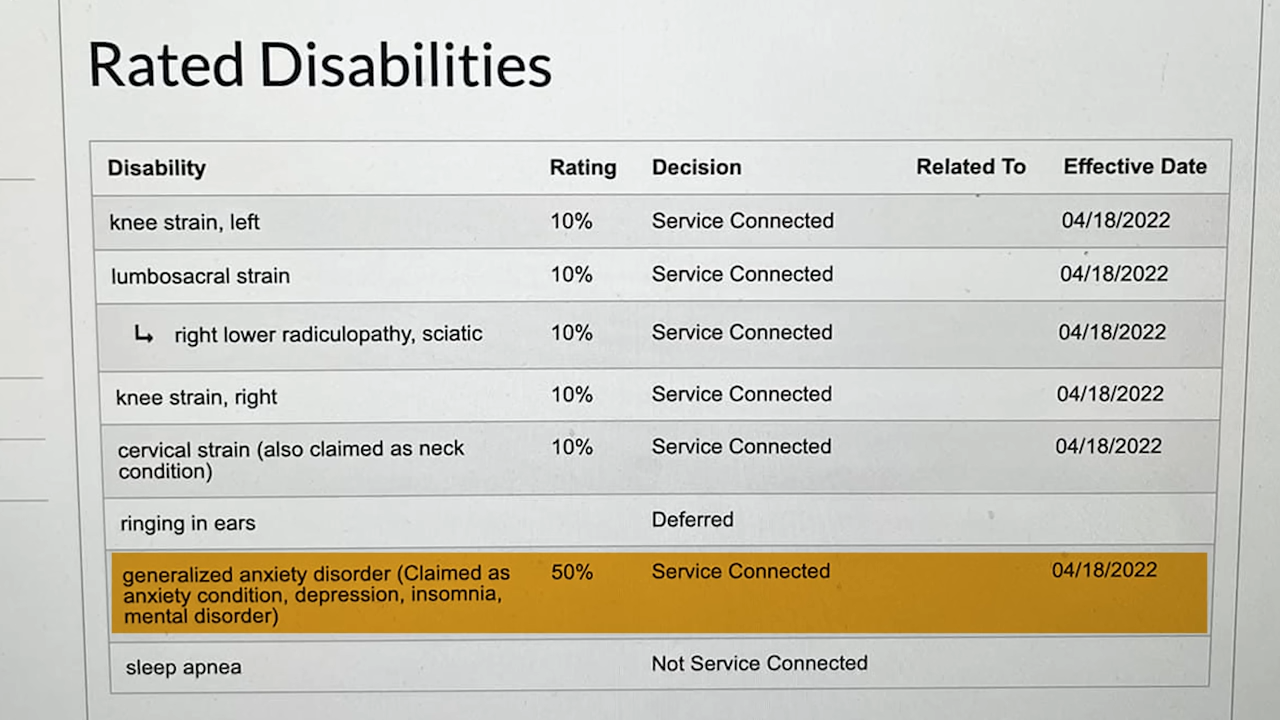 Rated Disabilities
Disability Rating Decision Related To Effective Date
knee strain, left 10% Service Connected 04/18/2022
lumbosacral strain 10% Service Connected 04/18/2022
↳ right lower radiculopathy, sciatic 10% Service Connected 04/18/2022
knee strain, right 10% Service Connected 04/18/2022
cervical strain (also claimed as neck 10% Service Connected 04/18/2022
condition)
ringing in ears Deferred
generalized anxiety disorder (Claimed as 50% Service Connected 04/18/2022
anxiety condition, depression, insomnia,
mental disorder)
sleep apnea Not Service Connected